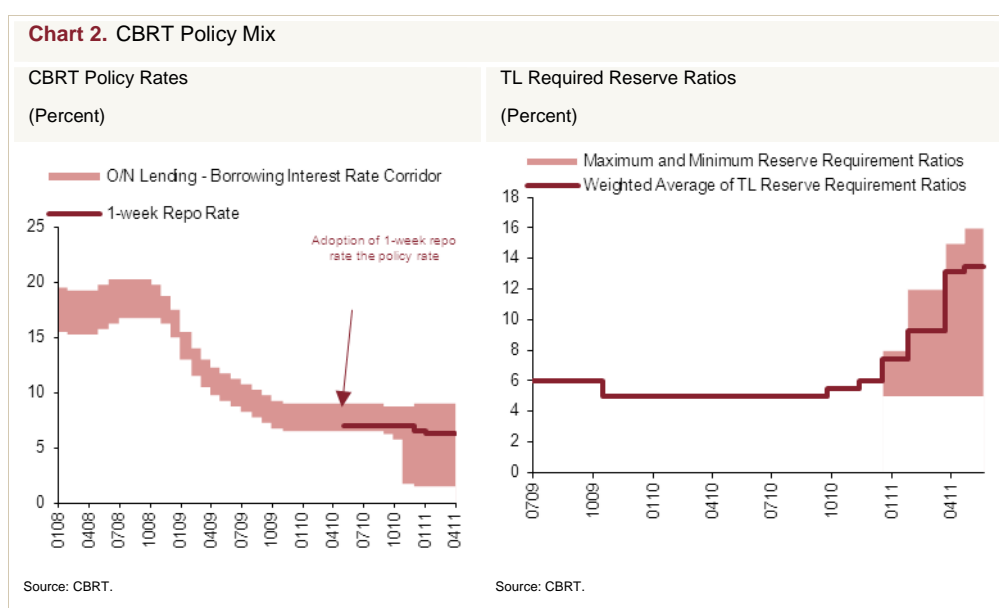 Chart 2. CBRT Policy Mix
CBRT Policy Rates
(Percent)
O/N Lending - Borrowing Interest Rate Corridor
1-week Repo Rate
Adoption of 1-week repo
rate the policy rate
25
20
15
10
5
0
0108
0408
0708
1008
0109
0409
0709
1009
0110
0410
0710
1010
0111
0411
Source: CBRT.
TL Required Reserve Ratios
(Percent)
Maximum and Minimum Reserve Requirement Ratios
Weighted Average of TL Reserve Requirement Ratios
18
16
14
12
10
8
6
4
2
0
0709
1009
0110
0410
0710
1010
0111
0411
Source: CBRT.